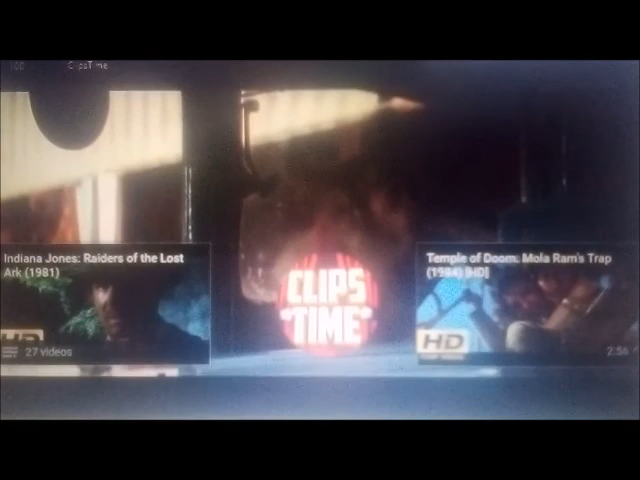 ClipsTime
Indiana Jones: Raiders of the Lost
Ark (1981)
HD
27 videos
CLIPS
*TIME*
Temple of Doom: Mola Ram's Trap
(1984) [HD]
HD
2:56